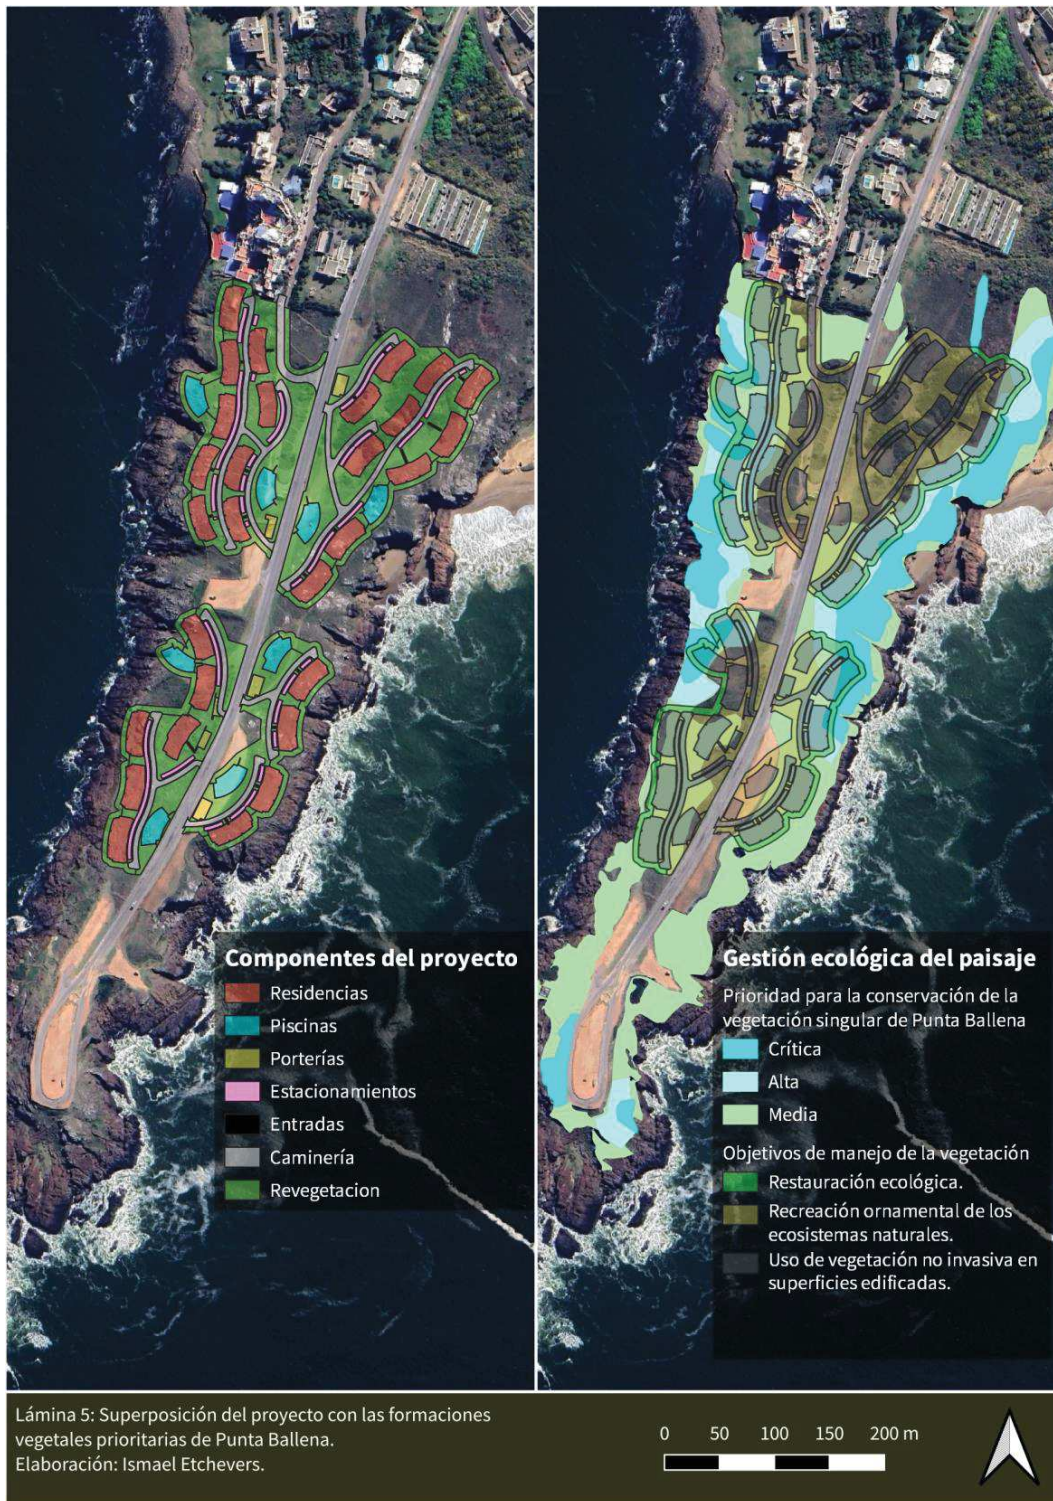 Componentes del proyecto
Residencias
Piscinas
Porterías
Estacionamientos
Entradas
Caminería
Revegetacion
Gestión ecológica del paisaje
Prioridad para la conservación de la
vegetación singular de Punta Ballena
Crítica
Alta
Media
Objetivos de manejo de la vegetación
Restauración ecológica.
Recreación ornamental de los
ecosistemas naturales.
Uso de vegetación no invasiva en
superficies edificadas.
Lámina 5: Superposición del proyecto con las formaciones
vegetales prioritarias de Punta Ballena.
Elaboración: Ismael Etchevers.
0 50 100 150 200 m